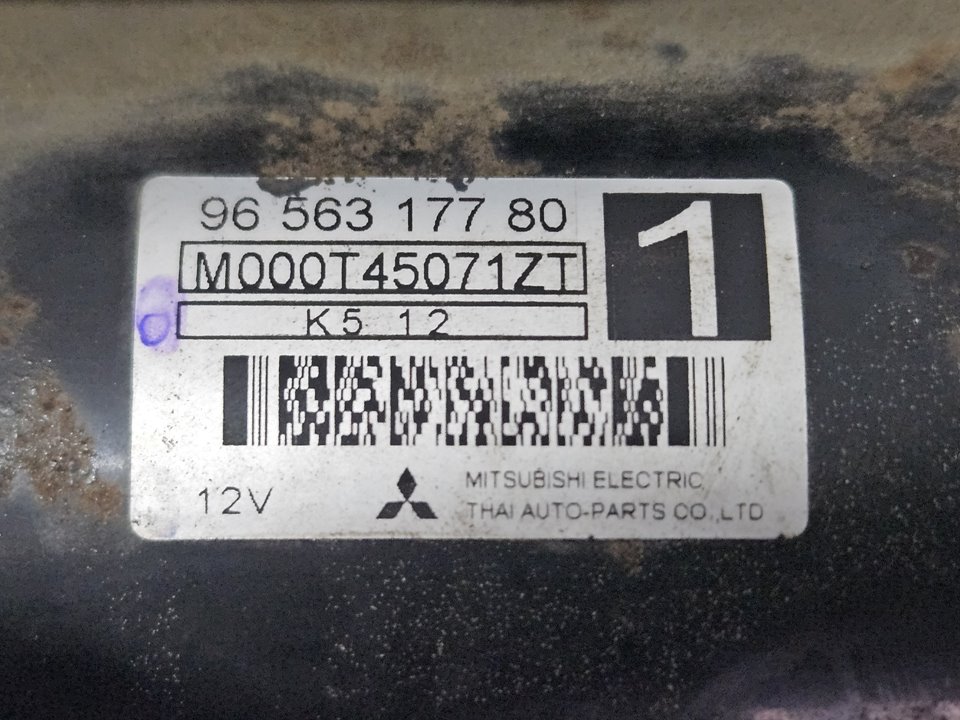 96 563 177 80
1
M000T45071ZT
K5 12
12V
MITSUBISHI ELECTRIC
THAI AUTO-PARTS CO.,LTD